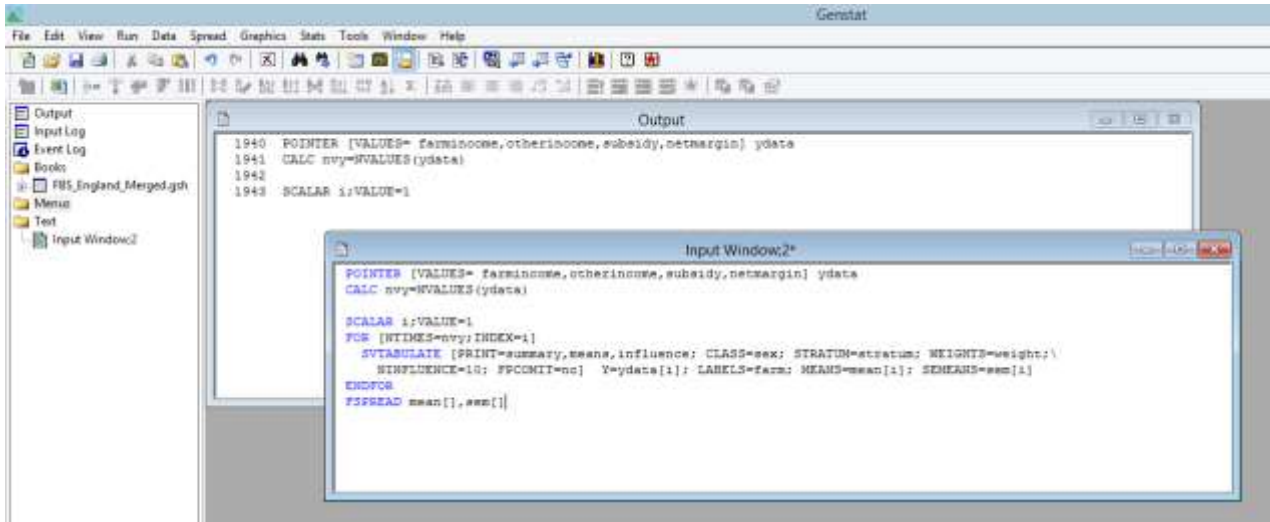 Genstat
File Edit View Run Data Spread Graphics Stats Tools Window Help
Output
Input Log
Event Log
Books
FBS_England_Merged.gsh
Menus
Text
Input Window;2
Output
1940 POINTER [VALUES= farmincome,otherincome,subsidy,netmargin] ydata
1941 CALC nvy=NVALUES(ydata)
1942
1943 SCALAR i;VALUE=1
Input Window;2*
POINTER [VALUES= farmincome,otherincome,subsidy,netmargin] ydata
CALC nvy=NVALUES(ydata)
SCALAR i;VALUE=1
FOR [NTIMES=nvy;INDEX=i]
SVTABULATE [PRINT=summary,means,influence; CLASS=sex; STRATUM=stratum; WEIGHTS=weight;\
NINFLUENCE=10; FPCOMIT=no] Y=ydata[i]; LABELS=farm; MEANS=mean[i]; SEMEANS=sem[i]
ENDFOR
FSPREAD mean[],sem[]